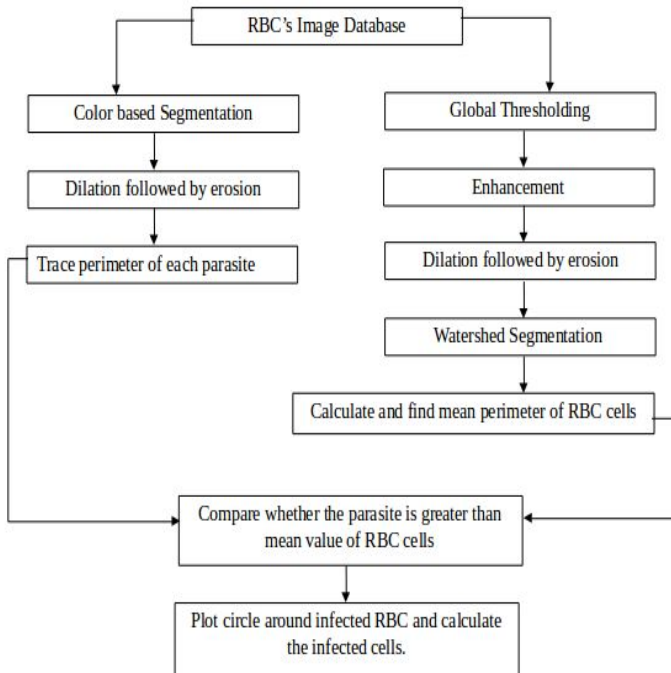 RBC's Image Database
Color based Segmentation
Dilation followed by erosion
Trace perimeter of each parasite
Global Thresholding
Enhancement
Dilation followed by erosion
Watershed Segmentation
Calculate and find mean perimeter of RBC cells
Compare whether the parasite is greater than
mean value of RBC cells
Plot circle around infected RBC and calculate
the infected cells.